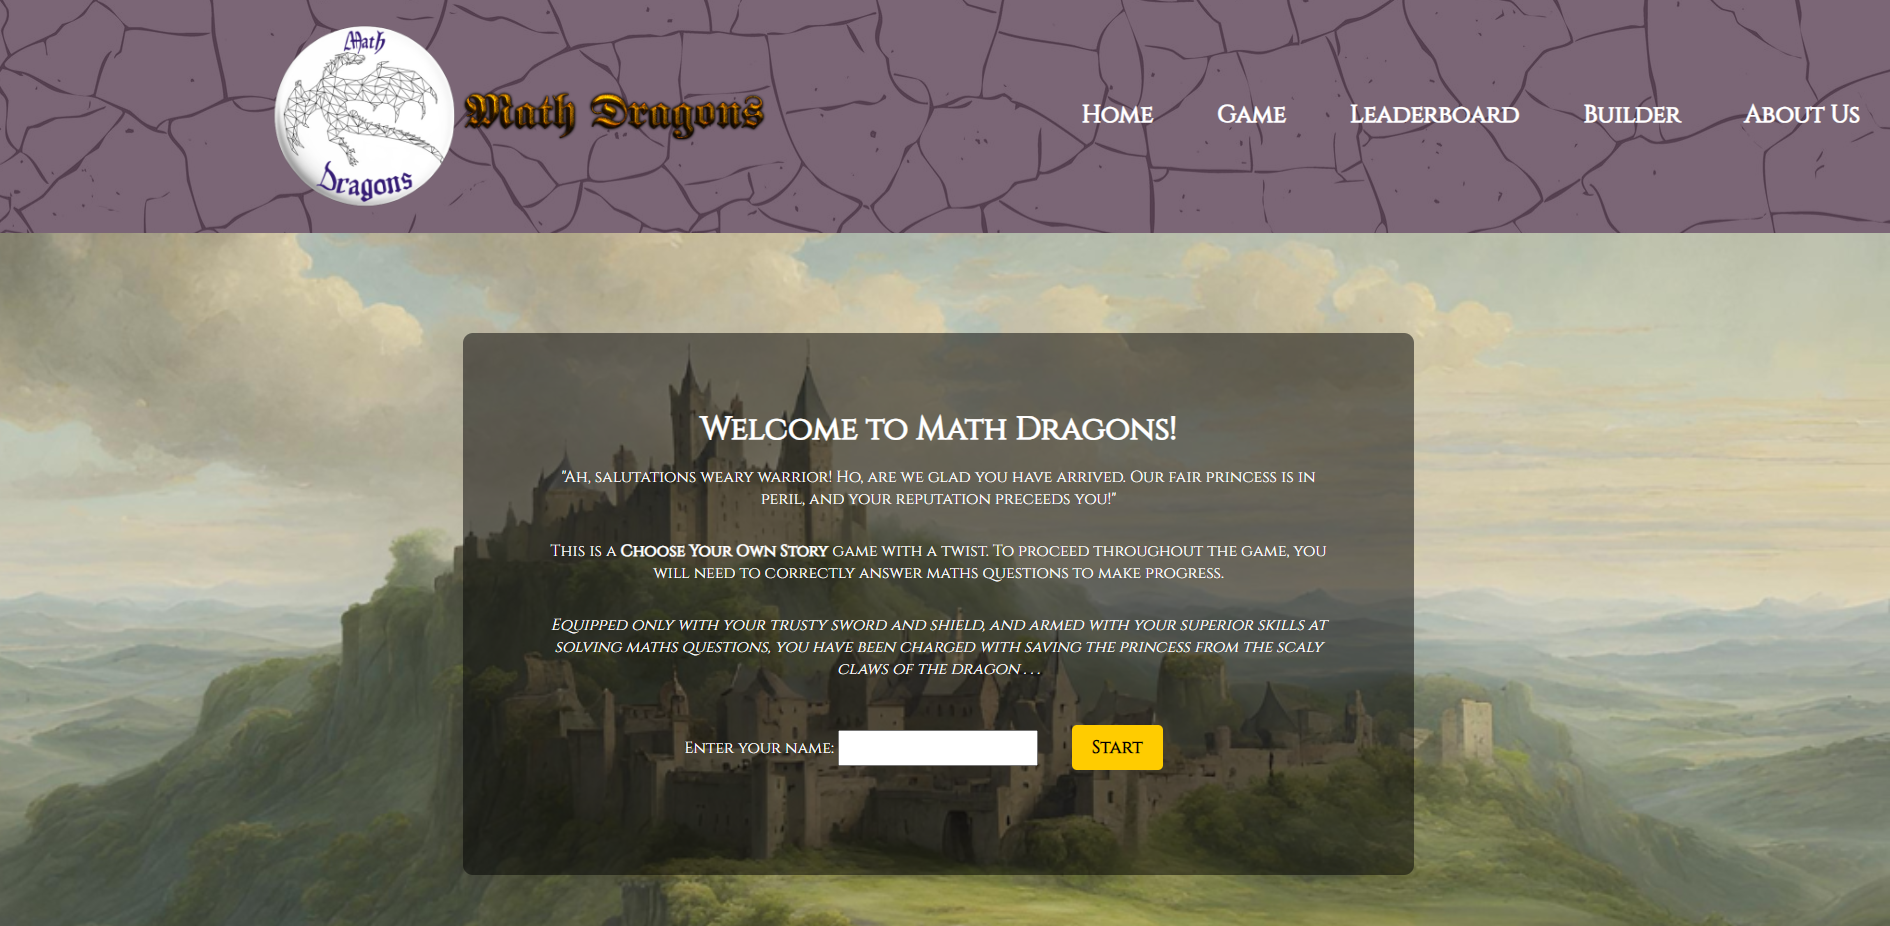 Math
Dragons
Math Dragons
Home
Game
Leaderboard
Builder
About Us
Welcome to Math Dragons!
"Ah, salutations weary warrior! Ho, are we glad you have arrived. Our fair princess is in
peril, and your reputation preceeds you!"
This is a Choose Your Own Story game with a twist. To proceed throughout the game, you
will need to correctly answer maths questions to make progress.
Equipped only with your trusty sword and shield, and armed with your superior skills at
solving maths questions, you have been charged with saving the princess from the scaly
claws of the dragon . . .
Enter your name:
Start